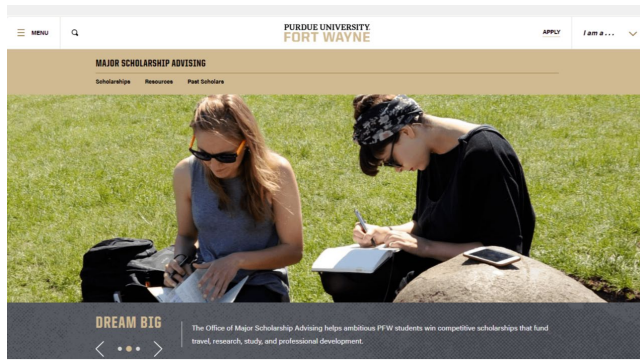 MENU
PURDUE UNIVERSITY
FORT WAYNE
APPLY
I am a . . .
MAJOR SCHOLARSHIP ADVISING
Scholarships Resources Past Scholars
DREAM BIG
The Office of Major Scholarship Advising helps ambitious PFW students win competitive scholarships that fund
travel, research, study, and professional development.